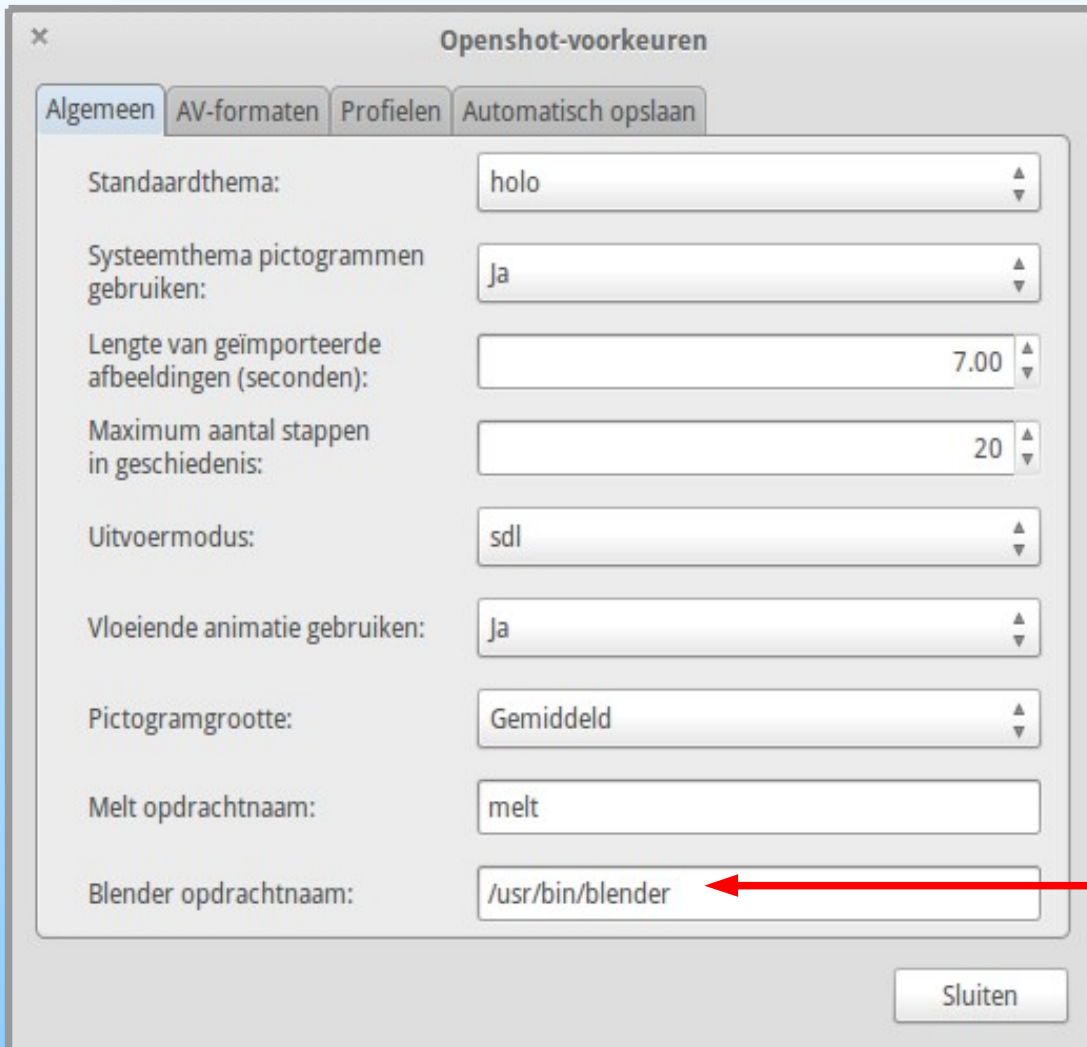 Openshot-voorkeuren
Algemeen AV-formaten Profielen Automatisch opslaan
Standaardthema: holo
Systeemthema pictogrammen
gebruiken: Ja
Lengte van geïmporteerde
afbeeldingen (seconden): 7.00
Maximum aantal stappen
in geschiedenis: 20
Uitvoermodus: sdl
Vloeiende animatie gebruiken: Ja
Pictogramgrootte: Gemiddeld
Melt opdrachtnaam: melt
Blender opdrachtnaam: /usr/bin/blender
Sluiten